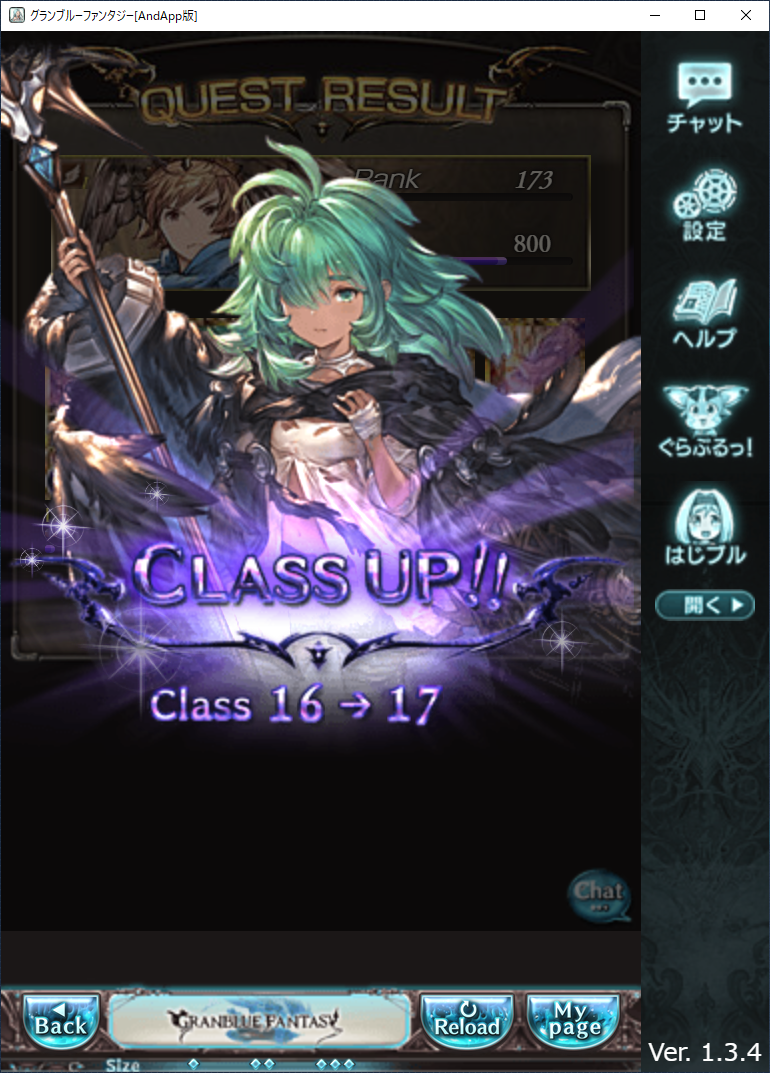 グランブルーファンタジー[AndApp版]
QUEST RESULT
Rank 173
800
CLASS UP!!
Class 16 → 17
チャット
設定
ヘルプ
ぐらぶるっ!
はじブル
開く ▶
Chat
Back
GRANBLUE FANTASY
Reload
My page
Size
Ver. 1.3.4